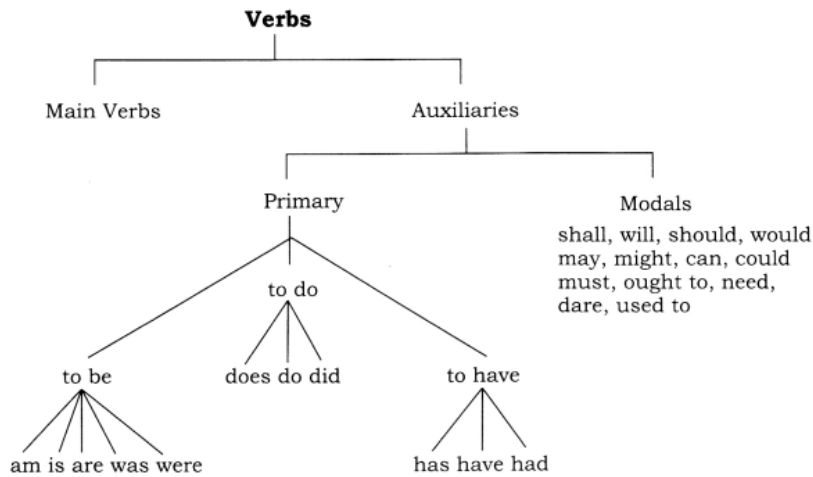 Verbs
Main Verbs
Auxiliaries
Primary
Modals
shall, will, should, would
may, might, can, could
must, ought to, need,
dare, used to
to do
does do did
to be
to have
am is are was were
has have had